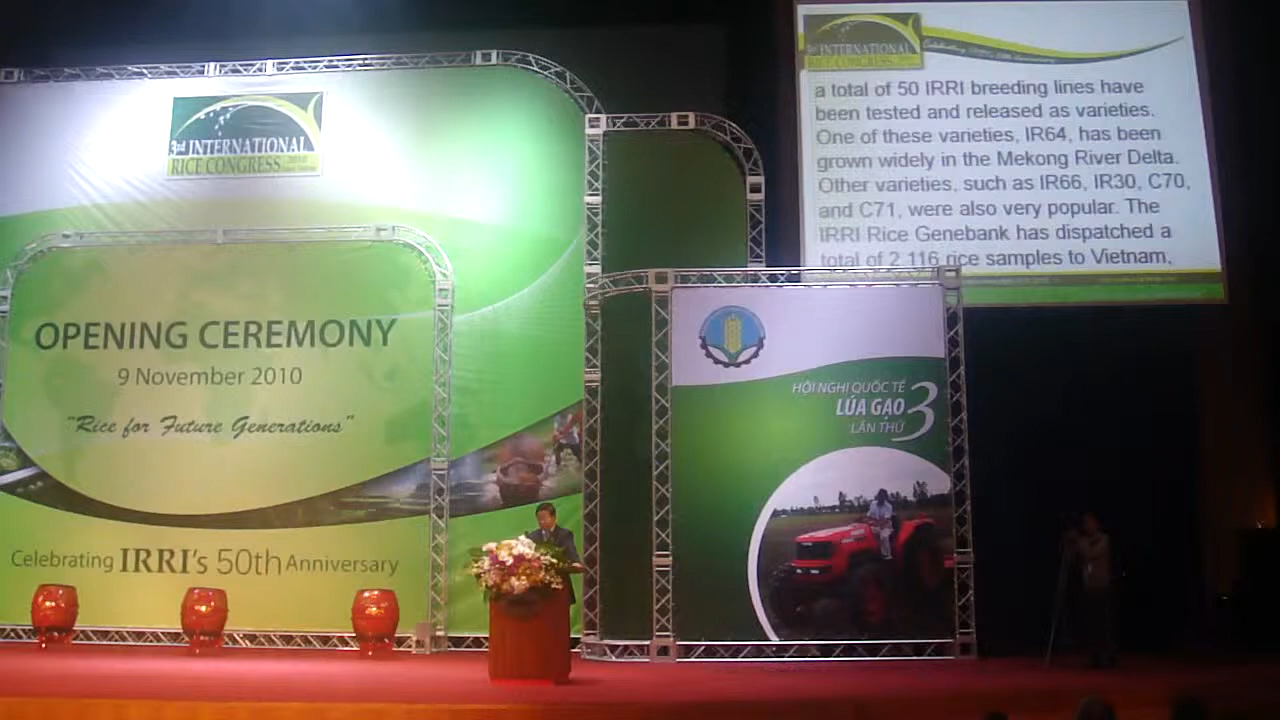 3rd INTERNATIONAL
RICE CONGRESS 2010
OPENING CEREMONY
9 November 2010
"Rice for Future Generations"
Celebrating IRRI's 50th Anniversary
HỘI NGHỊ QUỐC TẾ
LÚA GẠO 3
LẦN THỨ
3rd INTERNATIONAL
RICE CONGRESS
a total of 50 IRRI breeding lines have
been tested and released as varieties.
One of these varieties, IR64, has been
grown widely in the Mekong River Delta.
Other varieties, such as IR66, IR30, C70,
and C71, were also very popular. The
IRRI Rice Genebank has dispatched a
total of 2,116 rice samples to Vietnam,